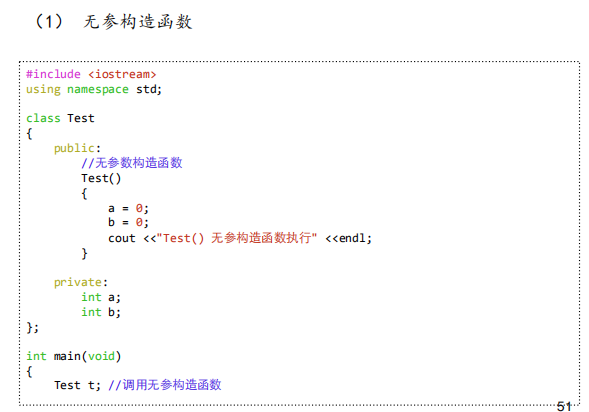 （1） 无参构造函数
#include <iostream>
using namespace std;
class Test
{
    public:
        //无参数构造函数
        Test()
        {
            a = 0;
            b = 0;
            cout <<"Test() 无参构造函数执行" <<endl;
        }
    private:
        int a;
        int b;
};
int main(void)
{
    Test t; //调用无参构造函数
51